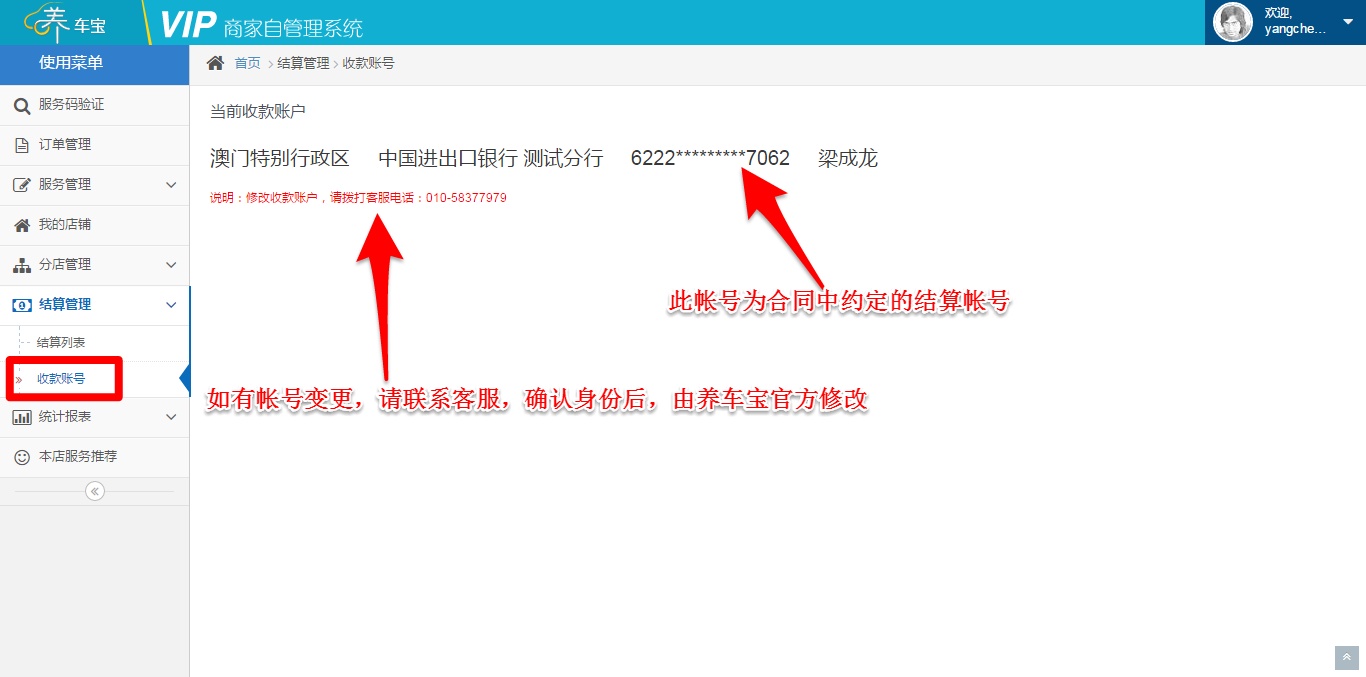 养车宝
VIP 商家自管理系统
欢迎,
yangche...
使用菜单
首页 > 结算管理 > 收款账号
服务码验证
订单管理
服务管理
我的店铺
分店管理
结算管理
结算列表
收款账号
统计报表
本店服务推荐
当前收款账户
澳门特别行政区 中国进出口银行 测试分行 6222*********7062 梁成龙
说明：修改收款账户，请拨打客服电话：010-58377979
此帐号为合同中约定的结算帐号
如有帐号变更，请联系客服，确认身份后，由养车宝官方修改